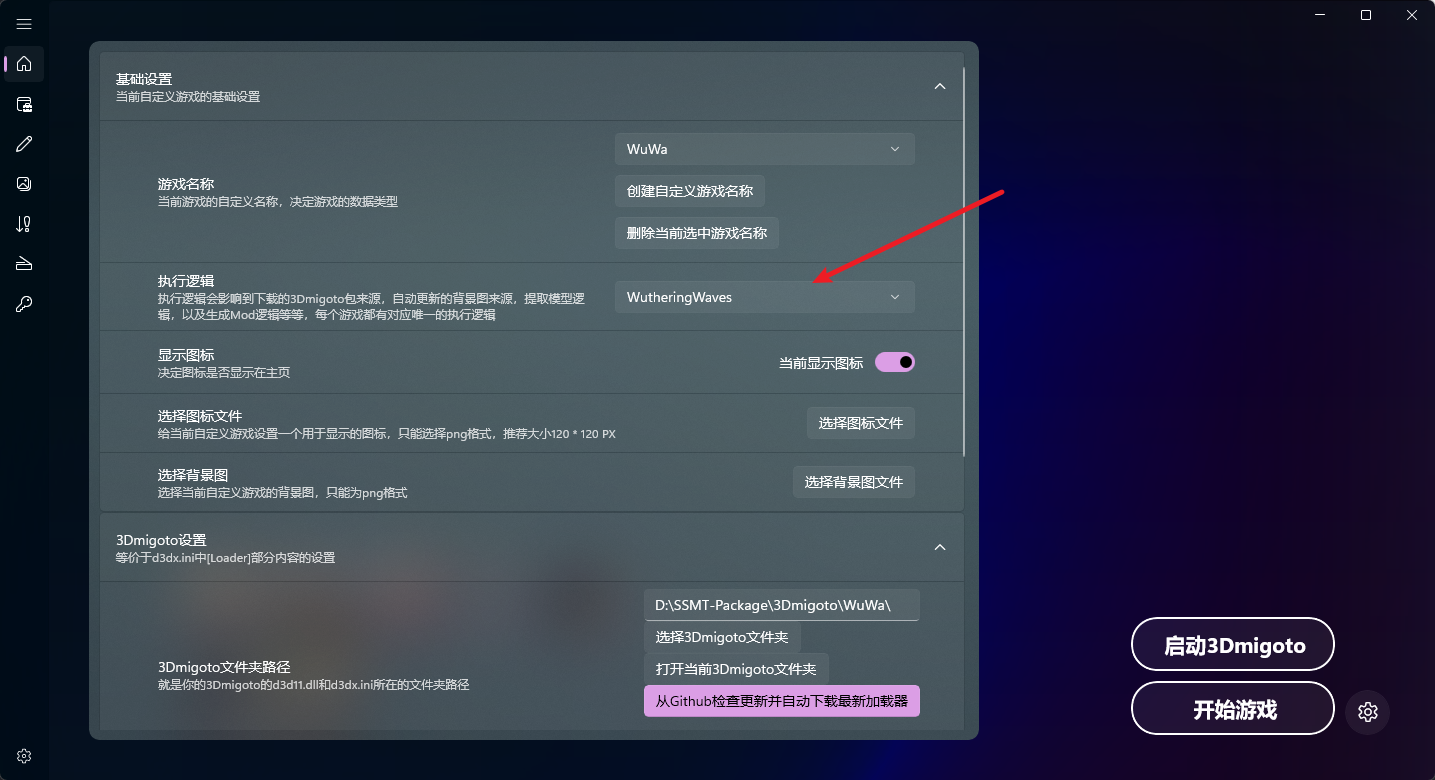 基础设置
当前自定义游戏的基础设置
游戏名称
当前游戏的自定义名称，决定游戏的数据类型
WuWa
创建自定义游戏名称
删除当前选中游戏名称
执行逻辑
执行逻辑会影响到下载的3Dmigoto包来源，自动更新的背景图来源，提取模型逻
辑，以及生成Mod逻辑等等，每个游戏都有对应唯一的执行逻辑
WutheringWaves
显示图标
决定图标是否显示在主页
当前显示图标
选择图标文件
给当前自定义游戏设置一个用于显示的图标，只能选择png格式，推荐大小120 * 120 PX
选择图标文件
选择背景图
选择当前自定义游戏的背景图，只能为png格式
选择背景图文件
3Dmigoto设置
等价于d3dx.ini中[Loader]部分内容的设置
3Dmigoto文件夹路径
就是你的3Dmigoto的d3d11.dll和d3dx.ini所在的文件夹路径
D:\SSMT-Package\3Dmigoto\WuWa\
选择3Dmigoto文件夹
打开当前3Dmigoto文件夹
从Github检查更新并自动下载最新加载器
启动3Dmigoto
开始游戏